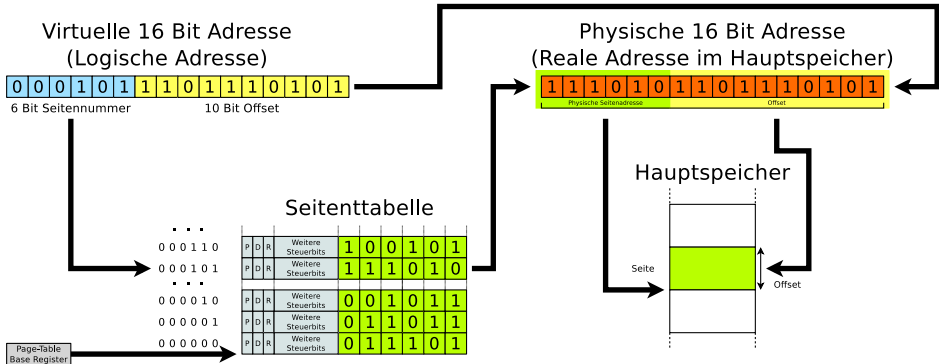 Virtuelle 16 Bit Adresse
(Logische Adresse)
0 0 0 1 0 1 1 1 0 1 1 1 0 1 0 1
6 Bit Seitennummer 10 Bit Offset
Physische 16 Bit Adresse
(Reale Adresse im Hauptspeicher)
1 1 1 0 1 0 1 1 0 1 1 1 0 1 0 1
Physische Seitenadresse Offset
Hauptspeicher
Seite
Offset
Seitenttabelle
. . .
0 0 0 1 1 0 P D R Weitere Steuerbits 1 0 0 1 0 1
0 0 0 1 0 1 P D R Weitere Steuerbits 1 1 1 0 1 0
. . .
0 0 0 0 1 0 P D R Weitere Steuerbits 0 0 1 0 1 1
0 0 0 0 0 1 P D R Weitere Steuerbits 0 1 1 0 1 1
0 0 0 0 0 0 P D R Weitere Steuerbits 0 1 1 1 0 1
Page-Table
Base Register